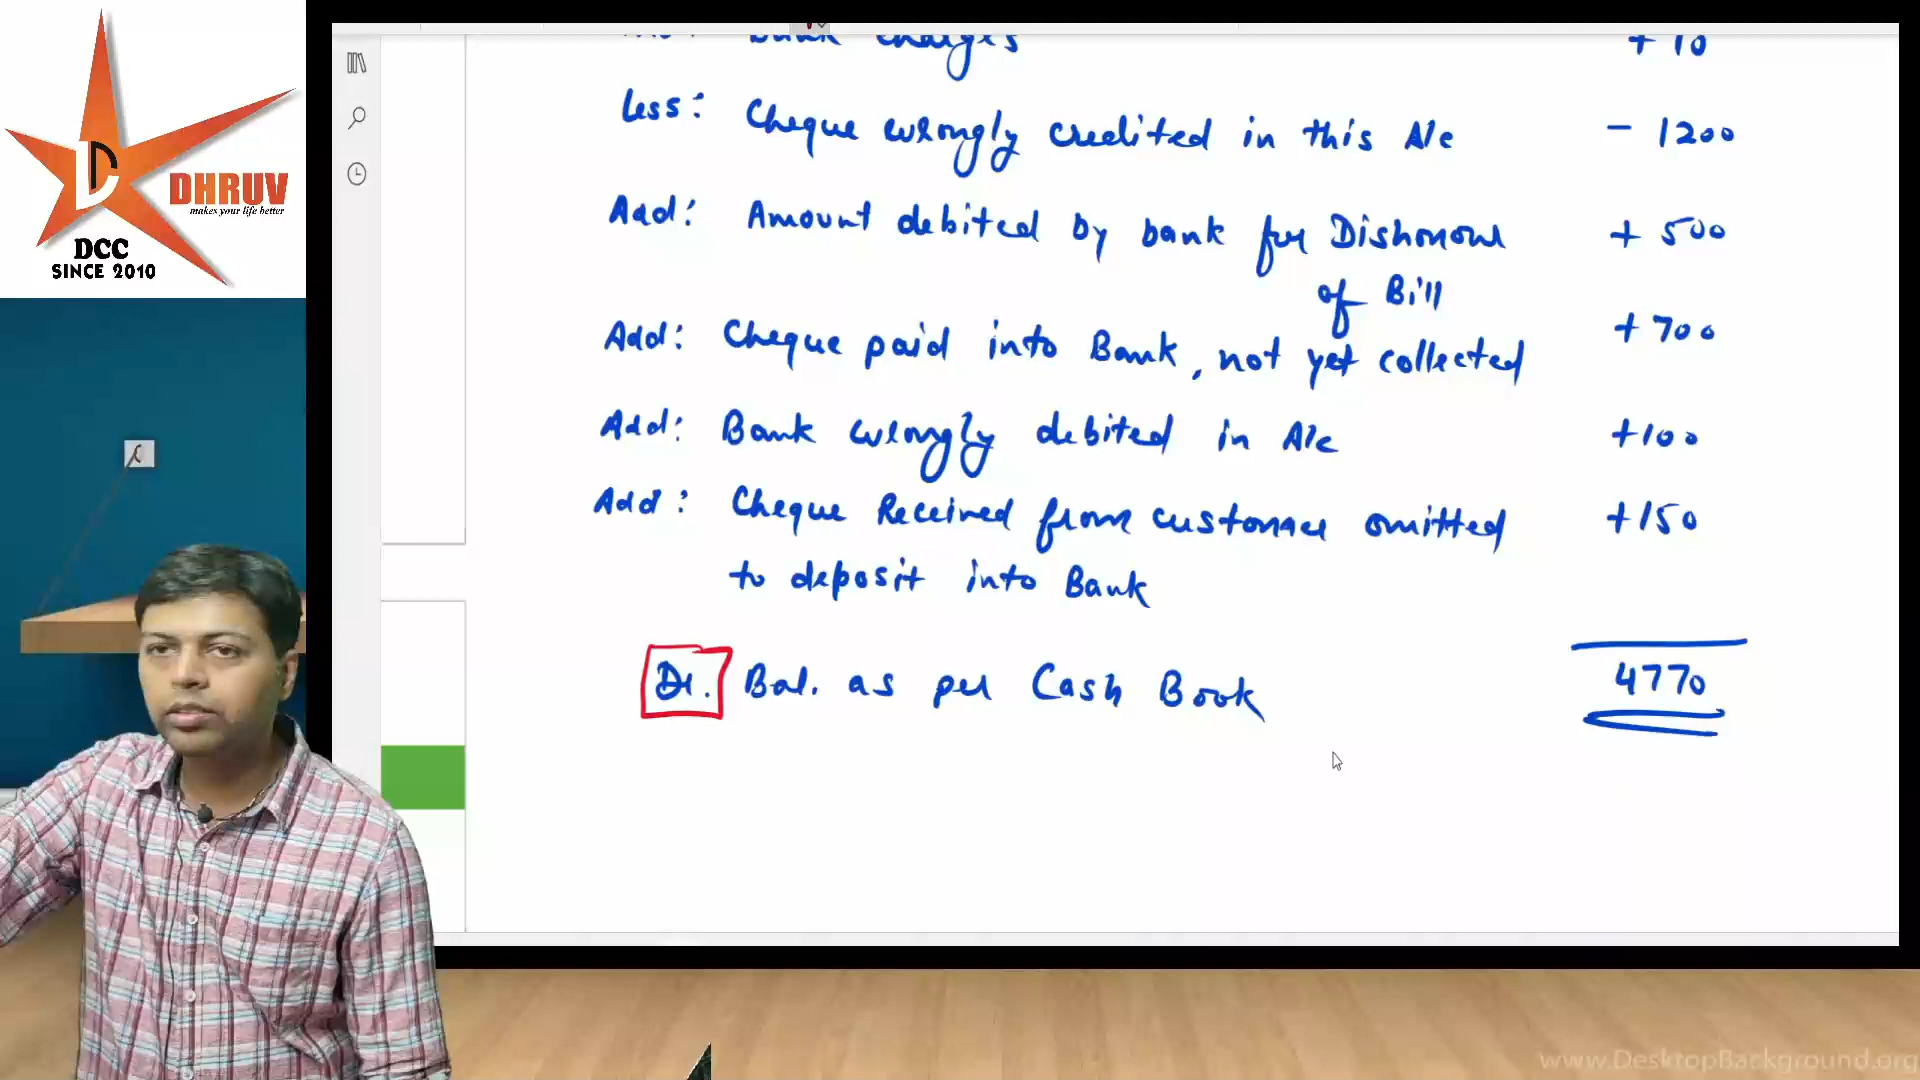 Bank charges + 10
Less: Cheque wrongly credited in this A/c - 1200
Add: Amount debited by bank for Dishonour + 500
of Bill
Add: Cheque paid into Bank, not yet collected + 700
Add: Bank wrongly debited in A/c +100
Add: Cheque Received from customer omitted +150
to deposit into Bank
Dr. Bal. as per Cash Book 4770
DHRUV
makes your life better
DCC
SINCE 2010
www.DesktopBackground.org